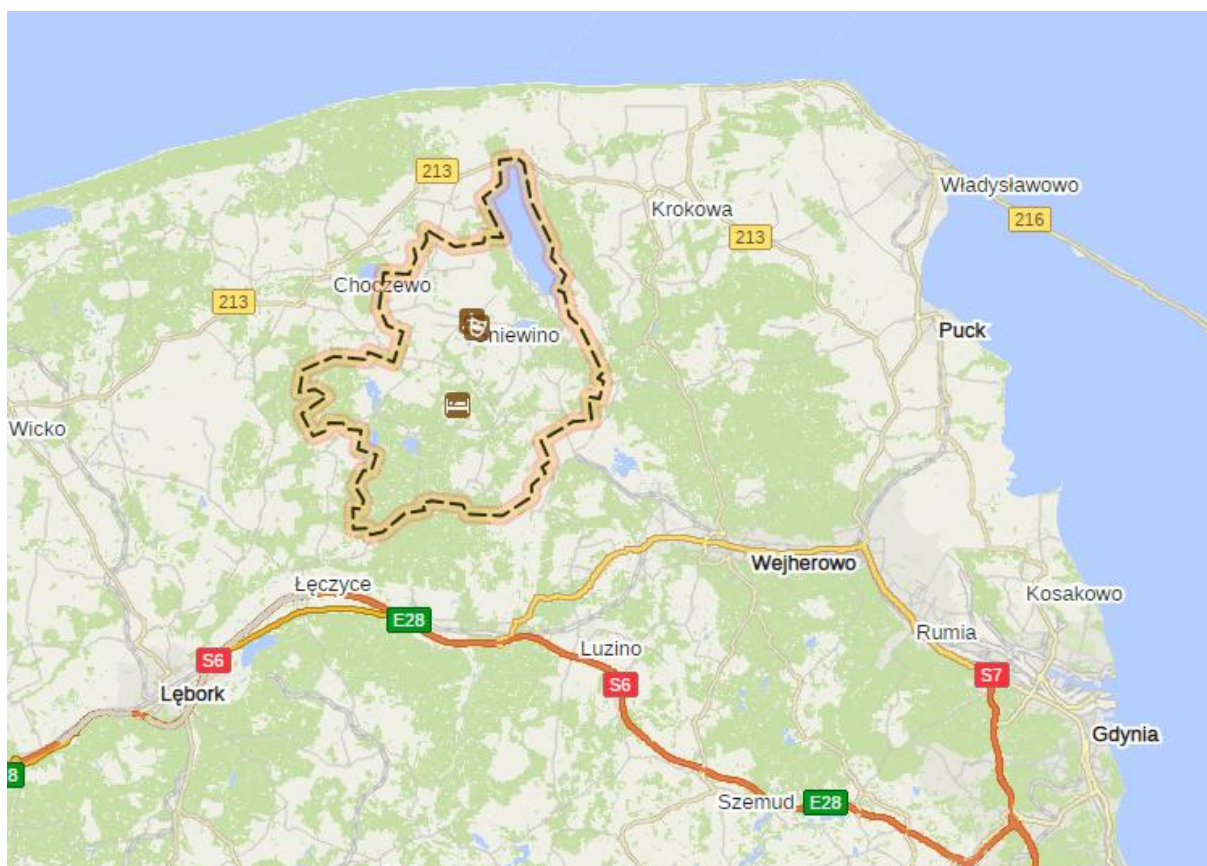 213
Władysławowo
Krokowa
216
213
Choczewo
213
Puck
Wicko
Wejherowo
Łęczyce
Kosakowo
E28
Rumia
Luzino
S6
S7
S6
Lębork
Gdynia
8
Szemud
E28